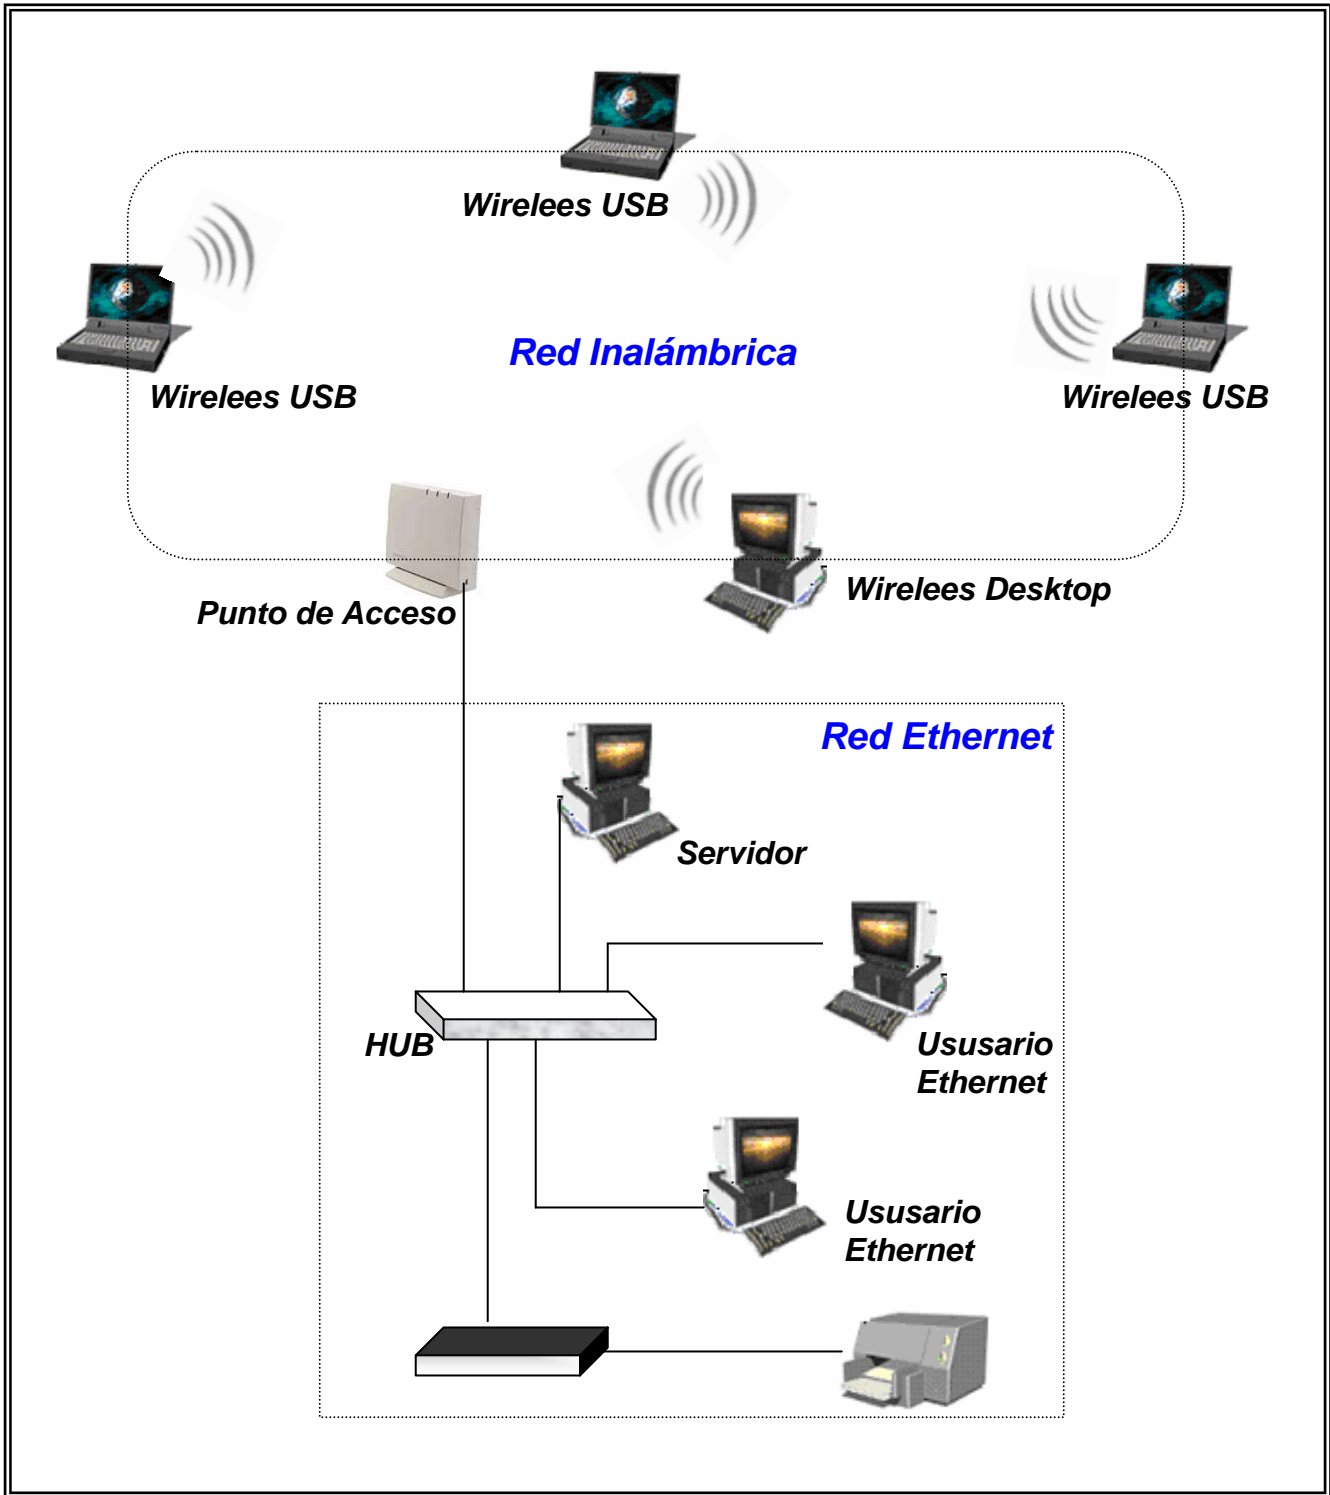 Wirelees USB
Wirelees USB
Red Inalámbrica
Wirelees USB
Wirelees Desktop
Punto de Acceso
Red Ethernet
Servidor
HUB
Ususario
Ethernet
Ususario
Ethernet